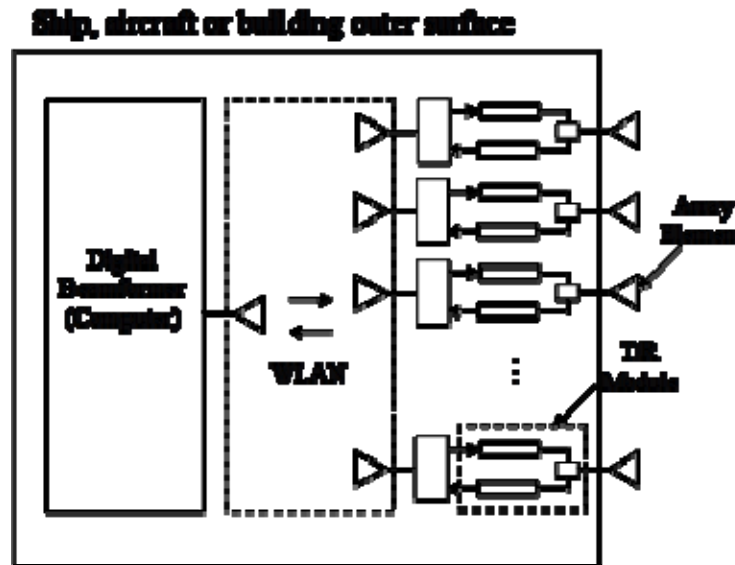 Ship, aircraft or building outer surface
Digital
Beamformer
(Computer)
WLAN
Array
Element
T/R
Module